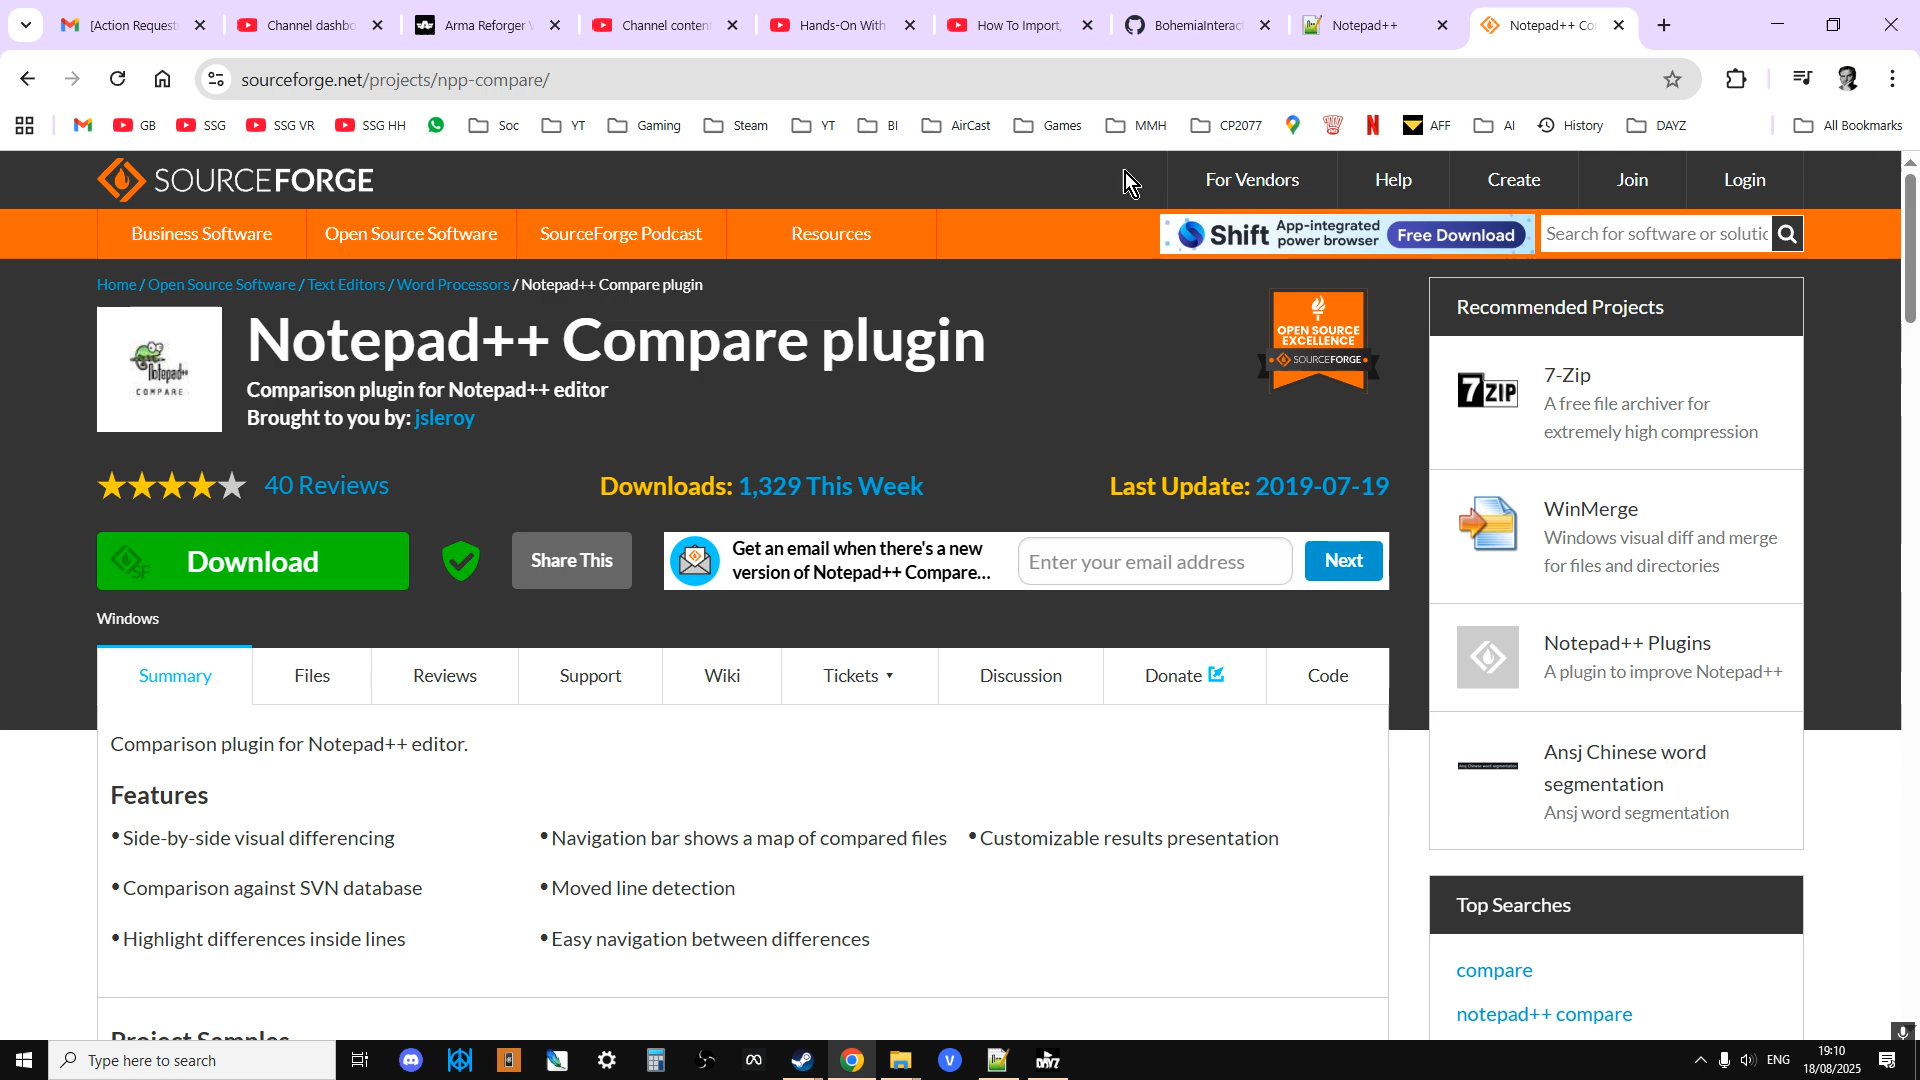 [Action Request
Channel dashbo
Arma Reforger
Channel content
Hands-On With
How To Import,
BohemiaInterac
Notepad++
Notepad++ Co
sourceforge.net/projects/npp-compare/
GB
SSG
SSG VR
SSG HH
Soc
YT
Gaming
Steam
YT
BI
AirCast
Games
MMH
CP2077
AFF
AI
History
DAYZ
All Bookmarks
SOURCEFORGE
For Vendors
Help
Create
Join
Login
Business Software
Open Source Software
SourceForge Podcast
Resources
Shift
App-integrated
power browser
Free Download
Search for software or solutic
Home / Open Source Software / Text Editors / Word Processors / Notepad++ Compare plugin
Notepad++
COMPARE
Notepad++ Compare plugin
Comparison plugin for Notepad++ editor
Brought to you by: jsleroy
OPEN SOURCE
EXCELLENCE
SOURCEFORGE
40 Reviews
Downloads: 1,329 This Week
Last Update: 2019-07-19
SF
Download
Share This
Get an email when there's a new
version of Notepad++ Compare...
Enter your email address
Next
Windows
Summary
Files
Reviews
Support
Wiki
Tickets
Discussion
Donate
Code
Comparison plugin for Notepad++ editor.
Features
Side-by-side visual differencing
Navigation bar shows a map of compared files
Customizable results presentation
Comparison against SVN database
Moved line detection
Highlight differences inside lines
Easy navigation between differences
Project Samples
Recommended Projects
7ZIP
7-Zip
A free file archiver for
extremely high compression
WinMerge
Windows visual diff and merge
for files and directories
Notepad++ Plugins
A plugin to improve Notepad++
Ansj Chinese word
segmentation
Ansj word segmentation
Top Searches
compare
notepad++ compare
Type here to search
DAYZ
ENG
19:10
18/08/2025